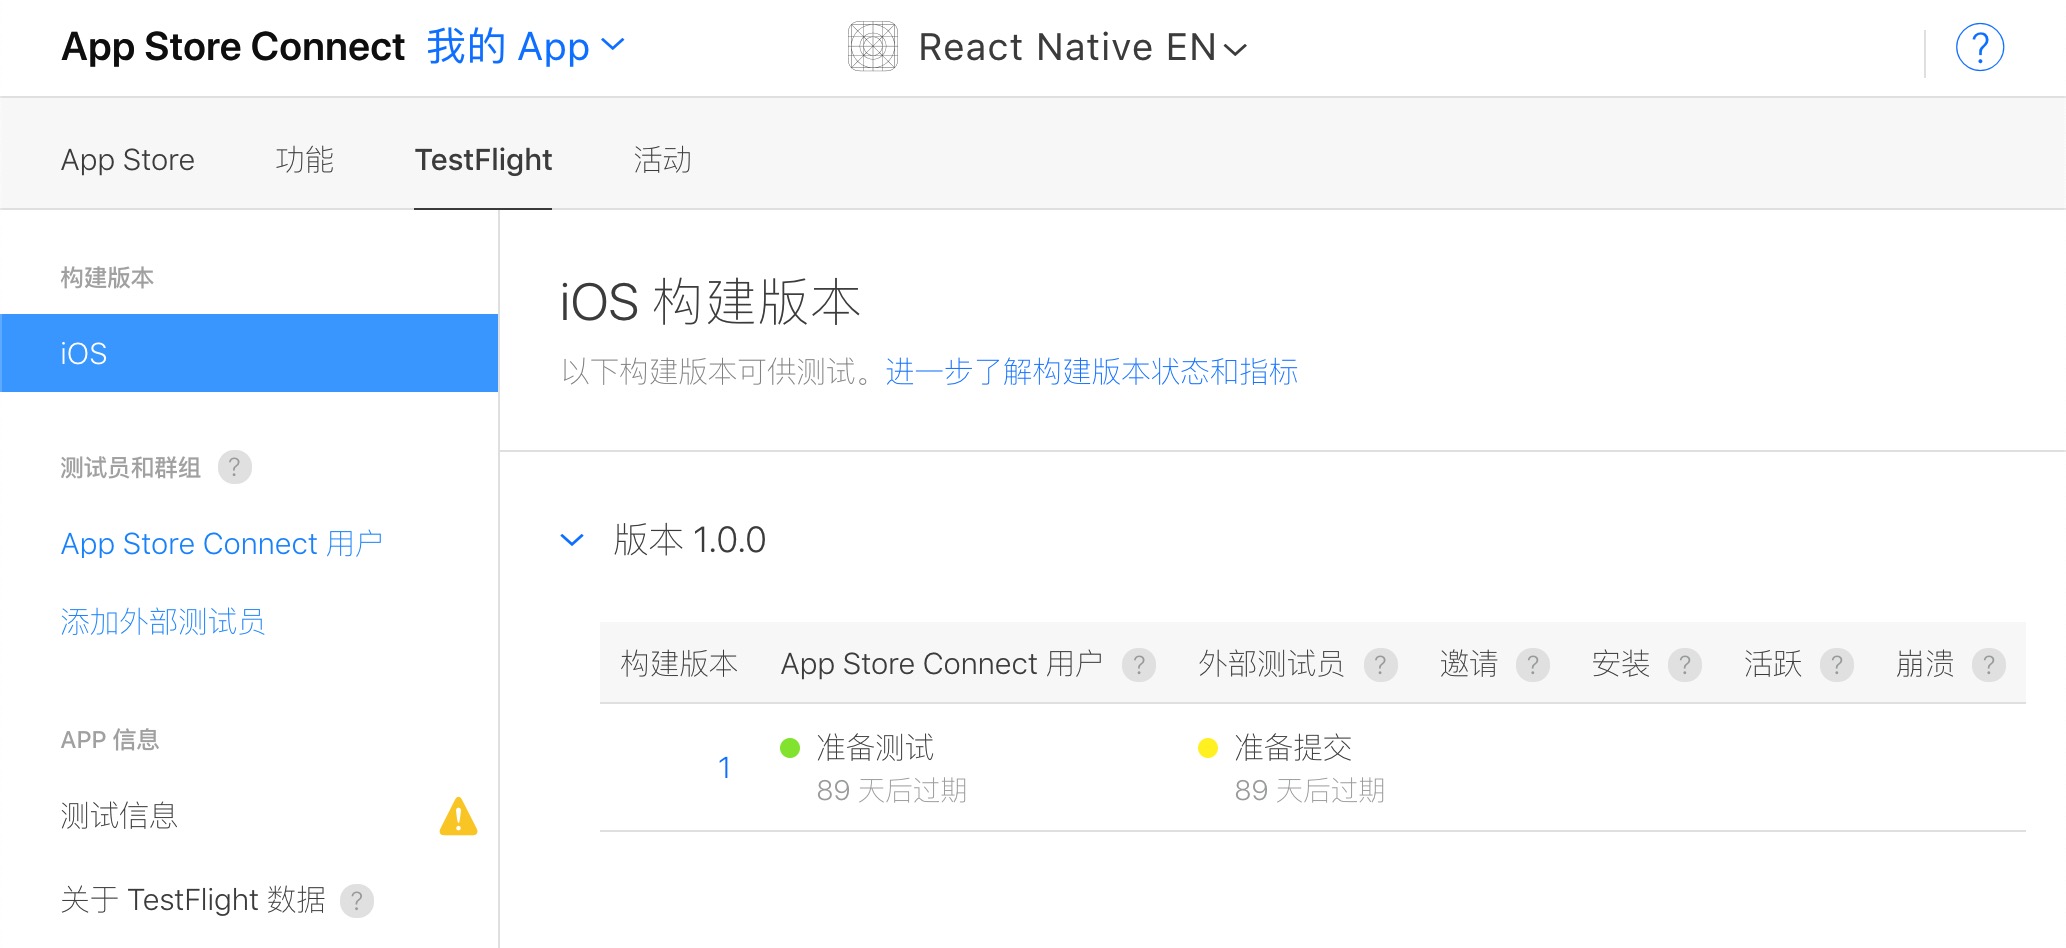 App Store Connect 我的 App React Native EN ?
App Store 功能 TestFlight 活动
构建版本
iOS
测试员和群组 ?
App Store Connect 用户
添加外部测试员
APP 信息
测试信息
关于 TestFlight 数据 ?
iOS 构建版本
以下构建版本可供测试。进一步了解构建版本状态和指标
版本 1.0.0
构建版本 App Store Connect 用户 ? 外部测试员 ? 邀请 ? 安装 ? 活跃 ? 崩溃 ?
1 准备测试 准备提交
89 天后过期 89 天后过期